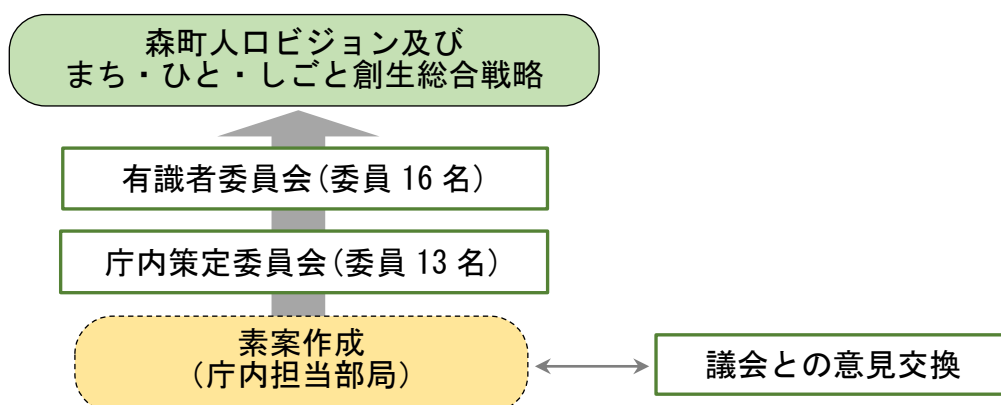 森町人口ビジョン及び
まち・ひと・しごと創生総合戦略
有識者委員会(委員 16 名)
庁内策定委員会(委員 13 名)
素案作成
(庁内担当部局)
議会との意見交換